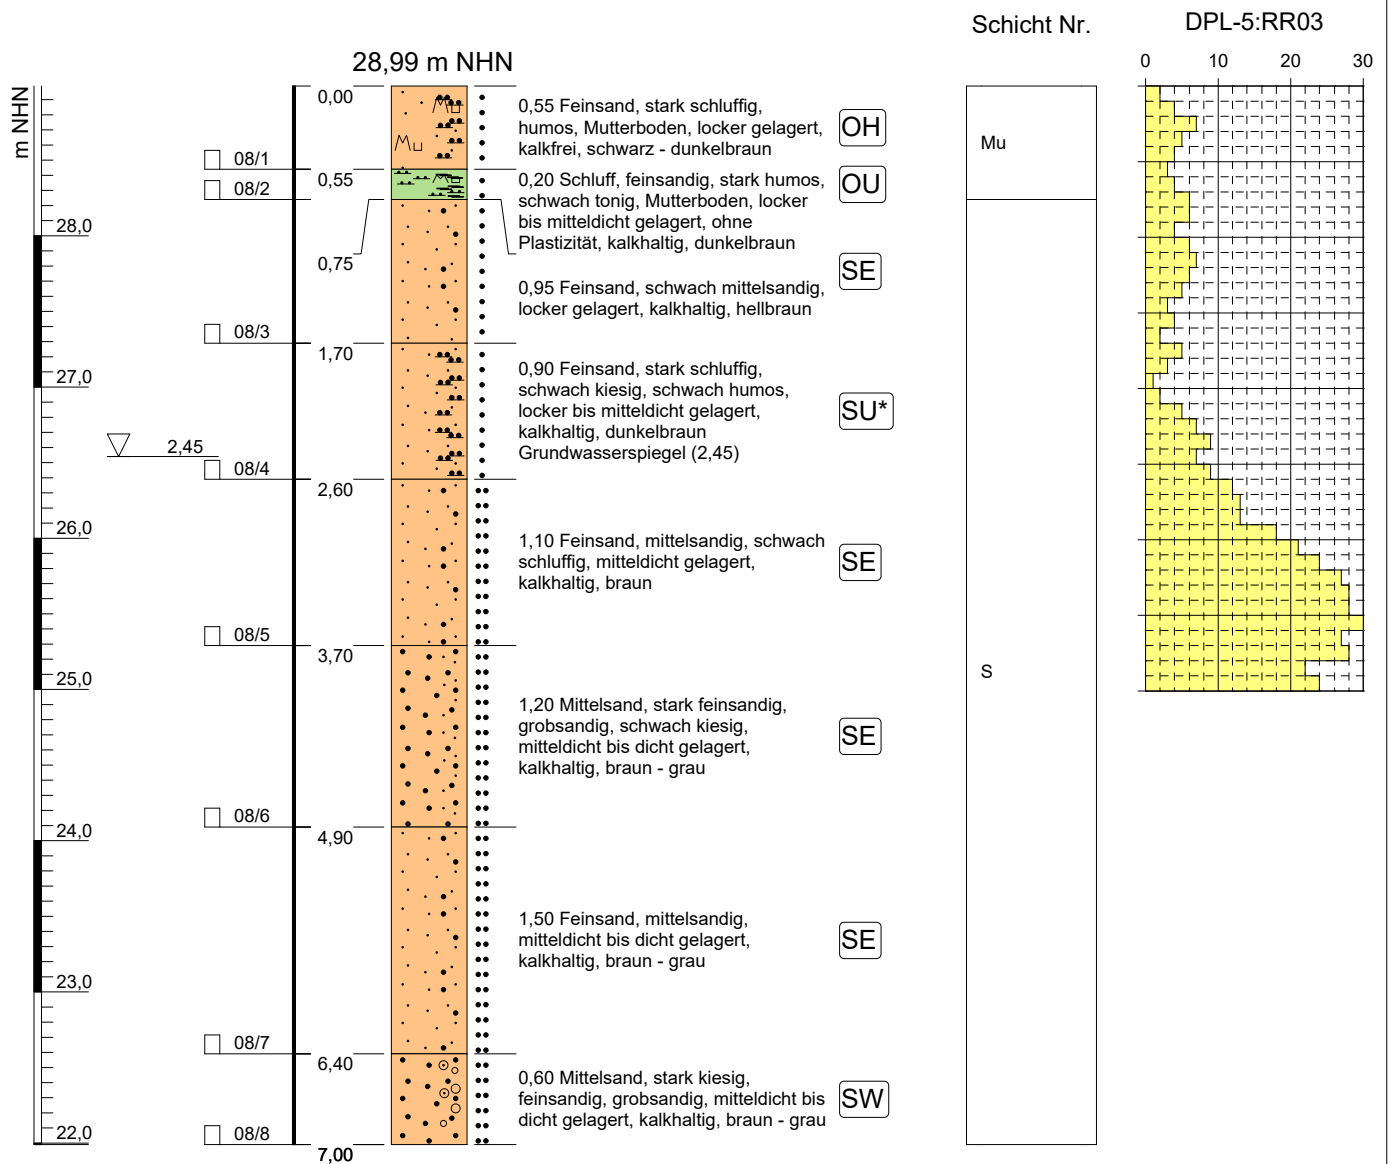 Schicht Nr.
DPL-5:RR03
28,99 m NHN
0 10 20 30
m NHN
0,00
0,55 Feinsand, stark schluffig,
humos, Mutterboden, locker gelagert,
kalkfrei, schwarz - dunkelbraun
OH
Mu
08/1
0,55
0,20 Schluff, feinsandig, stark humos,
schwach tonig, Mutterboden, locker
bis mitteldicht gelagert, ohne
Plastizität, kalkhaltig, dunkelbraun
OU
08/2
28,0
0,75
SE
0,95 Feinsand, schwach mittelsandig,
locker gelagert, kalkhaltig, hellbraun
08/3
1,70
27,0
0,90 Feinsand, stark schluffig,
schwach kiesig, schwach humos,
locker bis mitteldicht gelagert,
kalkhaltig, dunkelbraun
Grundwasserspiegel (2,45)
SU*
2,45
08/4
2,60
26,0
1,10 Feinsand, mittelsandig, schwach
schluffig, mitteldicht gelagert,
kalkhaltig, braun
SE
08/5
3,70
25,0
S
1,20 Mittelsand, stark feinsandig,
grobsandig, schwach kiesig,
mitteldicht bis dicht gelagert,
kalkhaltig, braun - grau
SE
08/6
24,0
4,90
1,50 Feinsand, mittelsandig,
mitteldicht bis dicht gelagert,
kalkhaltig, braun - grau
SE
23,0
08/7
6,40
0,60 Mittelsand, stark kiesig,
feinsandig, grobsandig, mitteldicht bis
dicht gelagert, kalkhaltig, braun - grau
SW
22,0
08/8
7,00